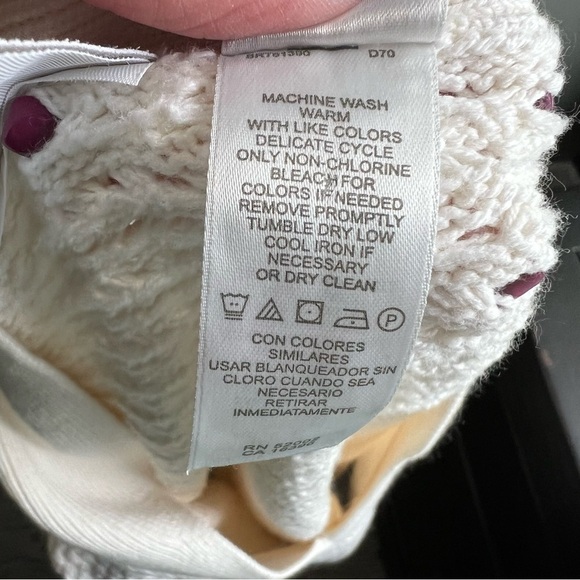 D70
MACHINE WASH
WARM
WITH LIKE COLORS
DELICATE CYCLE
ONLY NON-CHLORINE
BLEACH FOR
COLORS IF NEEDED
REMOVE PROMPTLY
TUMBLE DRY LOW
COOL IRON IF
NECESSARY
OR DRY CLEAN
P
CON COLORES
SIMILARES
USAR BLANQUEADOR SIN
CLORO CUANDO SEA
NECESARIO
RETIRAR
INMEDIATAMENTE
RN
CA